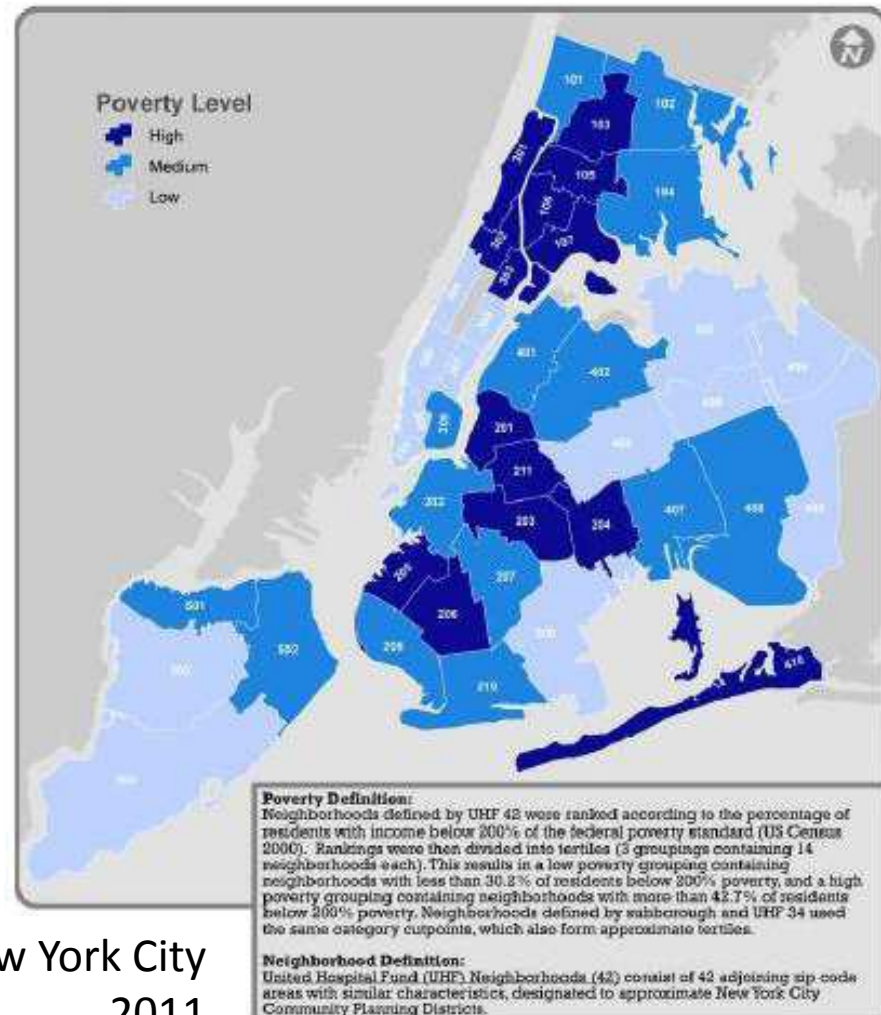 N
Poverty Level
High
Medium
Low
101
102
103
301
105
104
106
107
302
303
401
402
309
201
211
202
203
204
407
408
205
207
206
209
210
410
501
502
Poverty Definition:
Neighborhoods defined by UHF 42 were ranked according to the percentage of
residents with income below 200% of the federal poverty standard (US Census
2000). Rankings were then divided into tertiles (3 groupings containing 14
neighborhoods each). This results in a low poverty grouping containing
neighborhoods with less than 30.2% of residents below 200% poverty, and a high
poverty grouping containing neighborhoods with more than 42.7% of residents
below 200% poverty. Neighborhoods defined by subborough and UHF 34 used
the same category cutpoints, which also form approximate tertiles.
w York City
2011
Neighborhood Definition:
United Hospital Fund (UHF) Neighborhoods (42) consist of 42 adjoining zip code
areas with similar characteristics, designated to approximate New York City
Community Planning Districts.